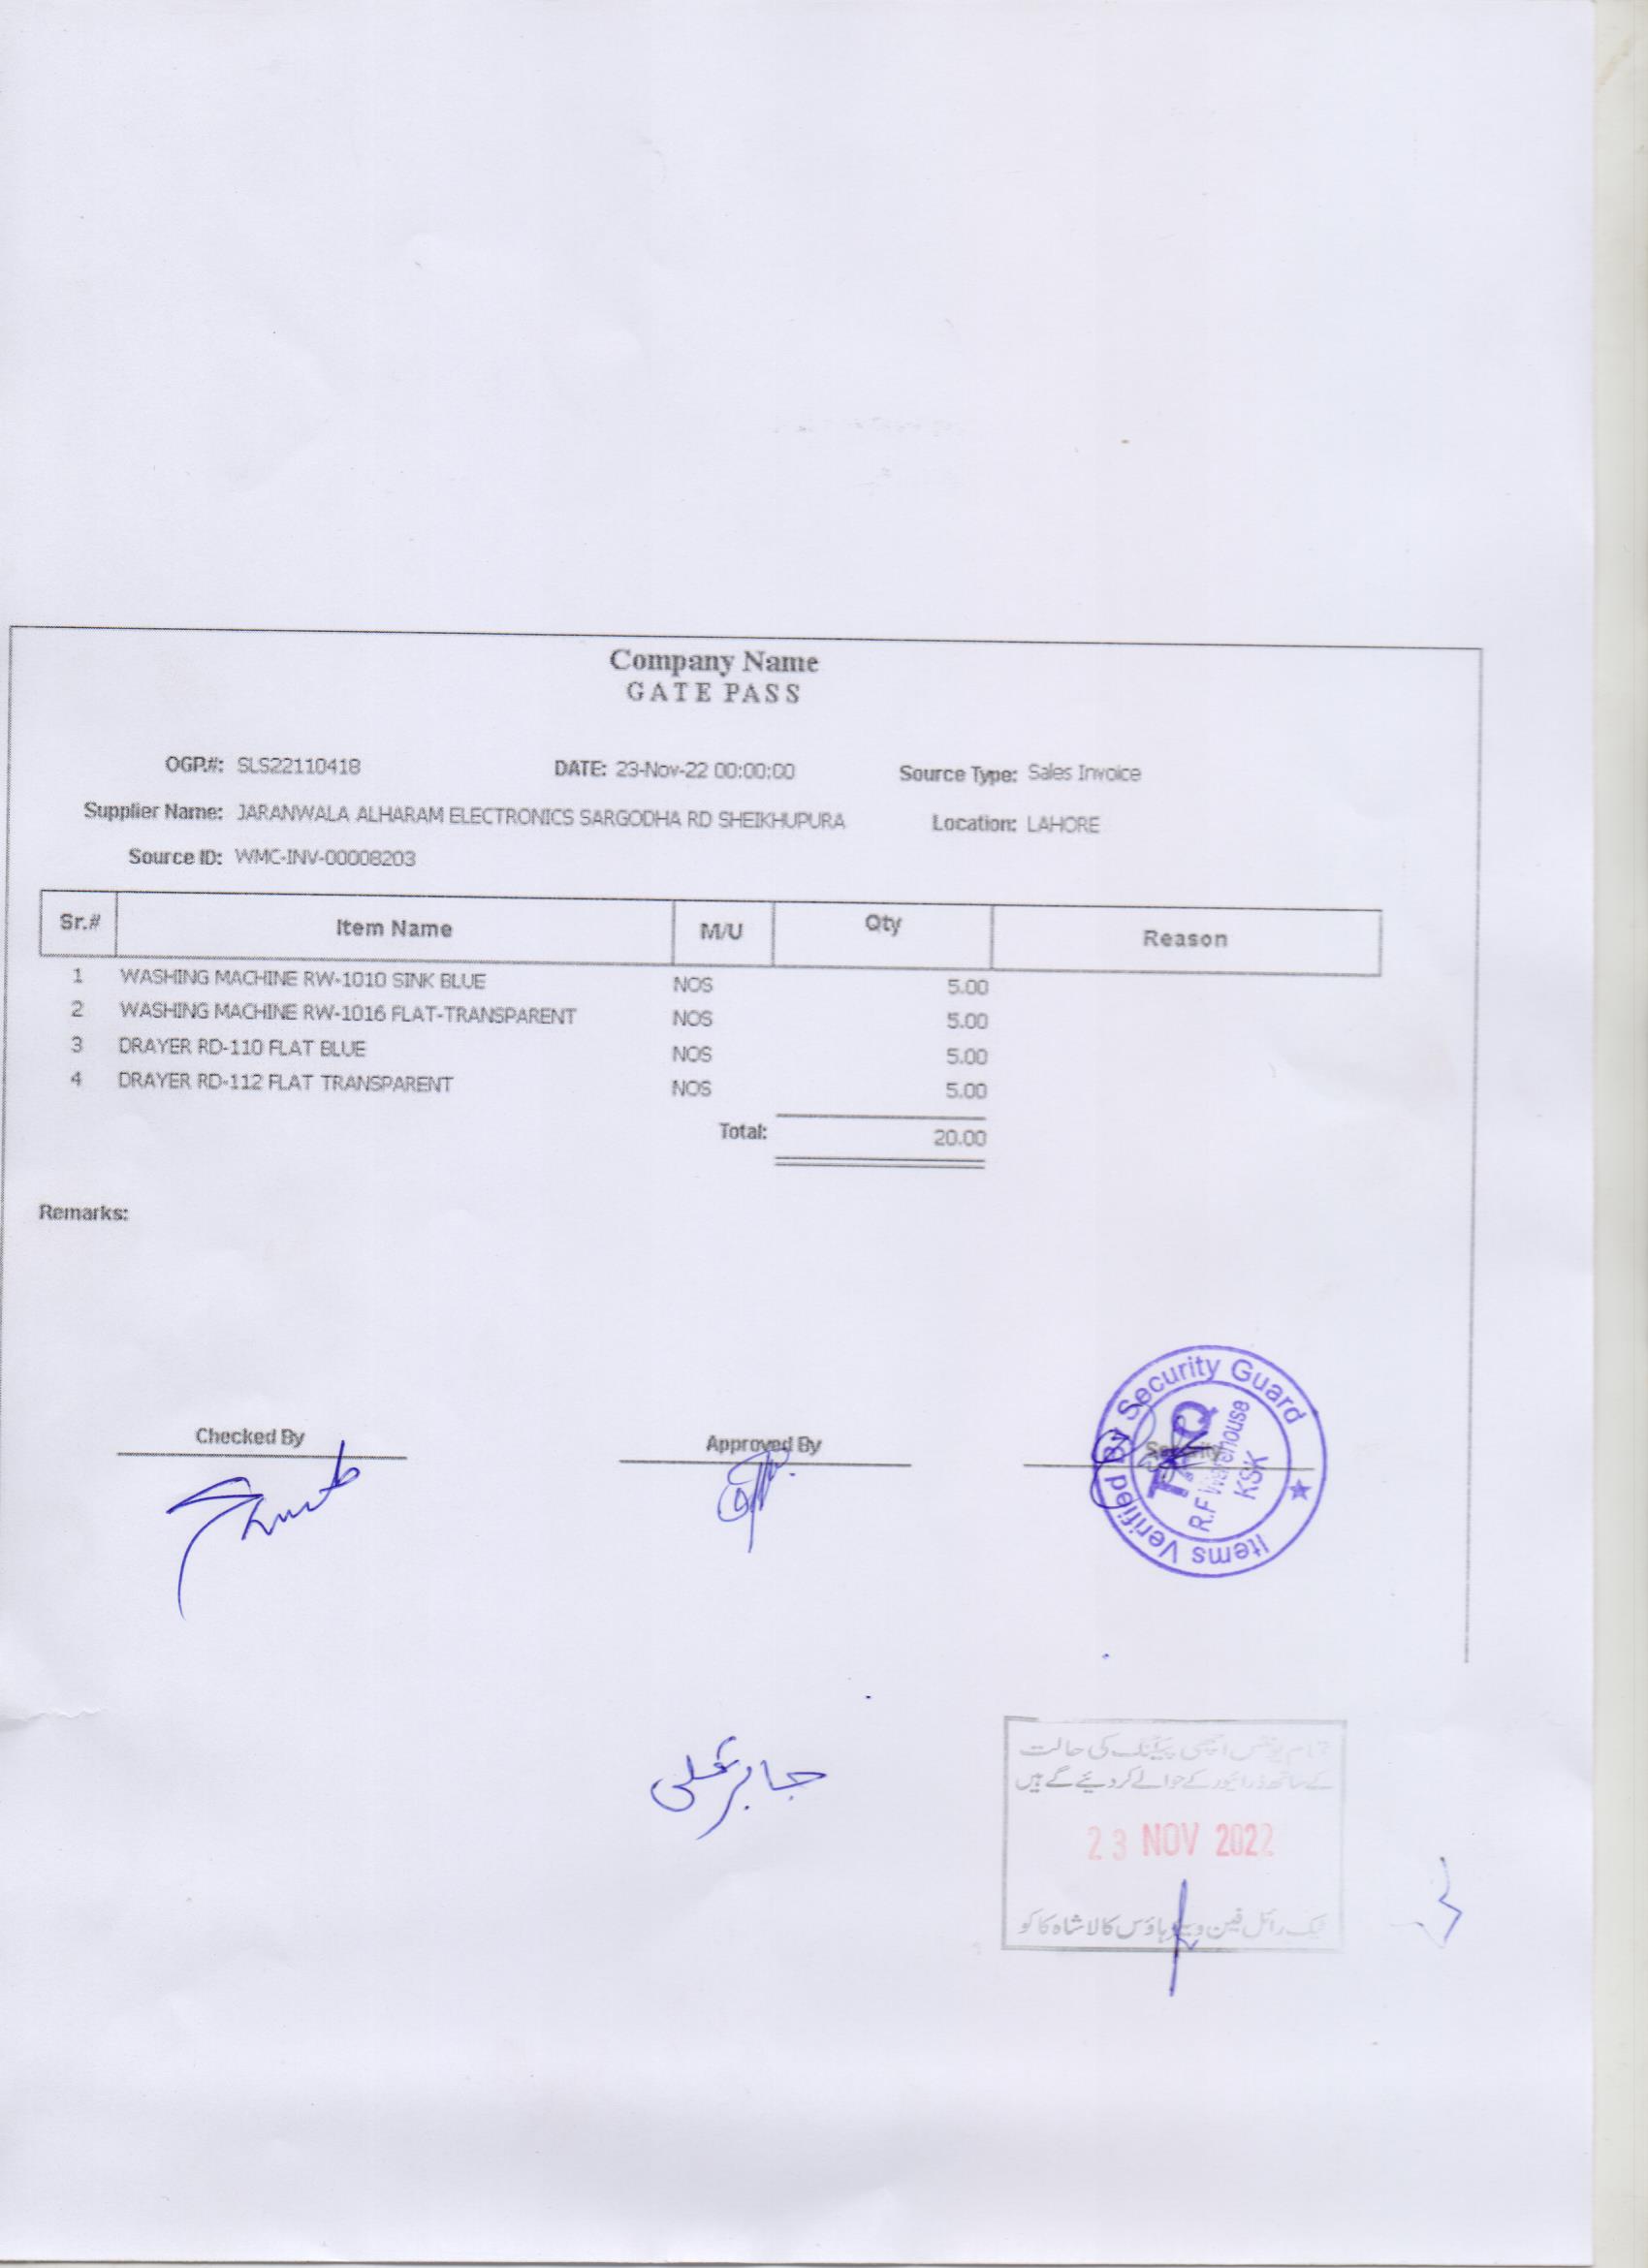 Company Name
GATE PASS
OGP.#: SLS22110418 DATE: 23-Nov-22 00:00:00 Source Type: Sales Invoice
Supplier Name: JARANWALA ALHARAM ELECTRONICS SARGODHA RD SHEIKHUPURA Location: LAHORE
Source ID: WMC-INV-00008203
Sr.# Item Name M/U Qty Reason
1 WASHING MACHINE RW-1010 SINK BLUE NOS 5.00
2 WASHING MACHINE RW-1016 FLAT-TRANSPARENT NOS 5.00
3 DRAYER RD-110 FLAT BLUE NOS 5.00
4 DRAYER RD-112 FLAT TRANSPARENT NOS 5.00
Total: 20.00
Remarks:
Checked By Approved By Security
Items Verified By Security Guard
R.F Warehouse
KSK
جابر علی
تمام یونٹس اچھی پیکنگ کی حالت
کے ساتھ ڈرائیور کے حوالے کر دیئے گے ہیں
23 NOV 2022
رائل فین ویئر ہاؤس کالا شاہ کاکو